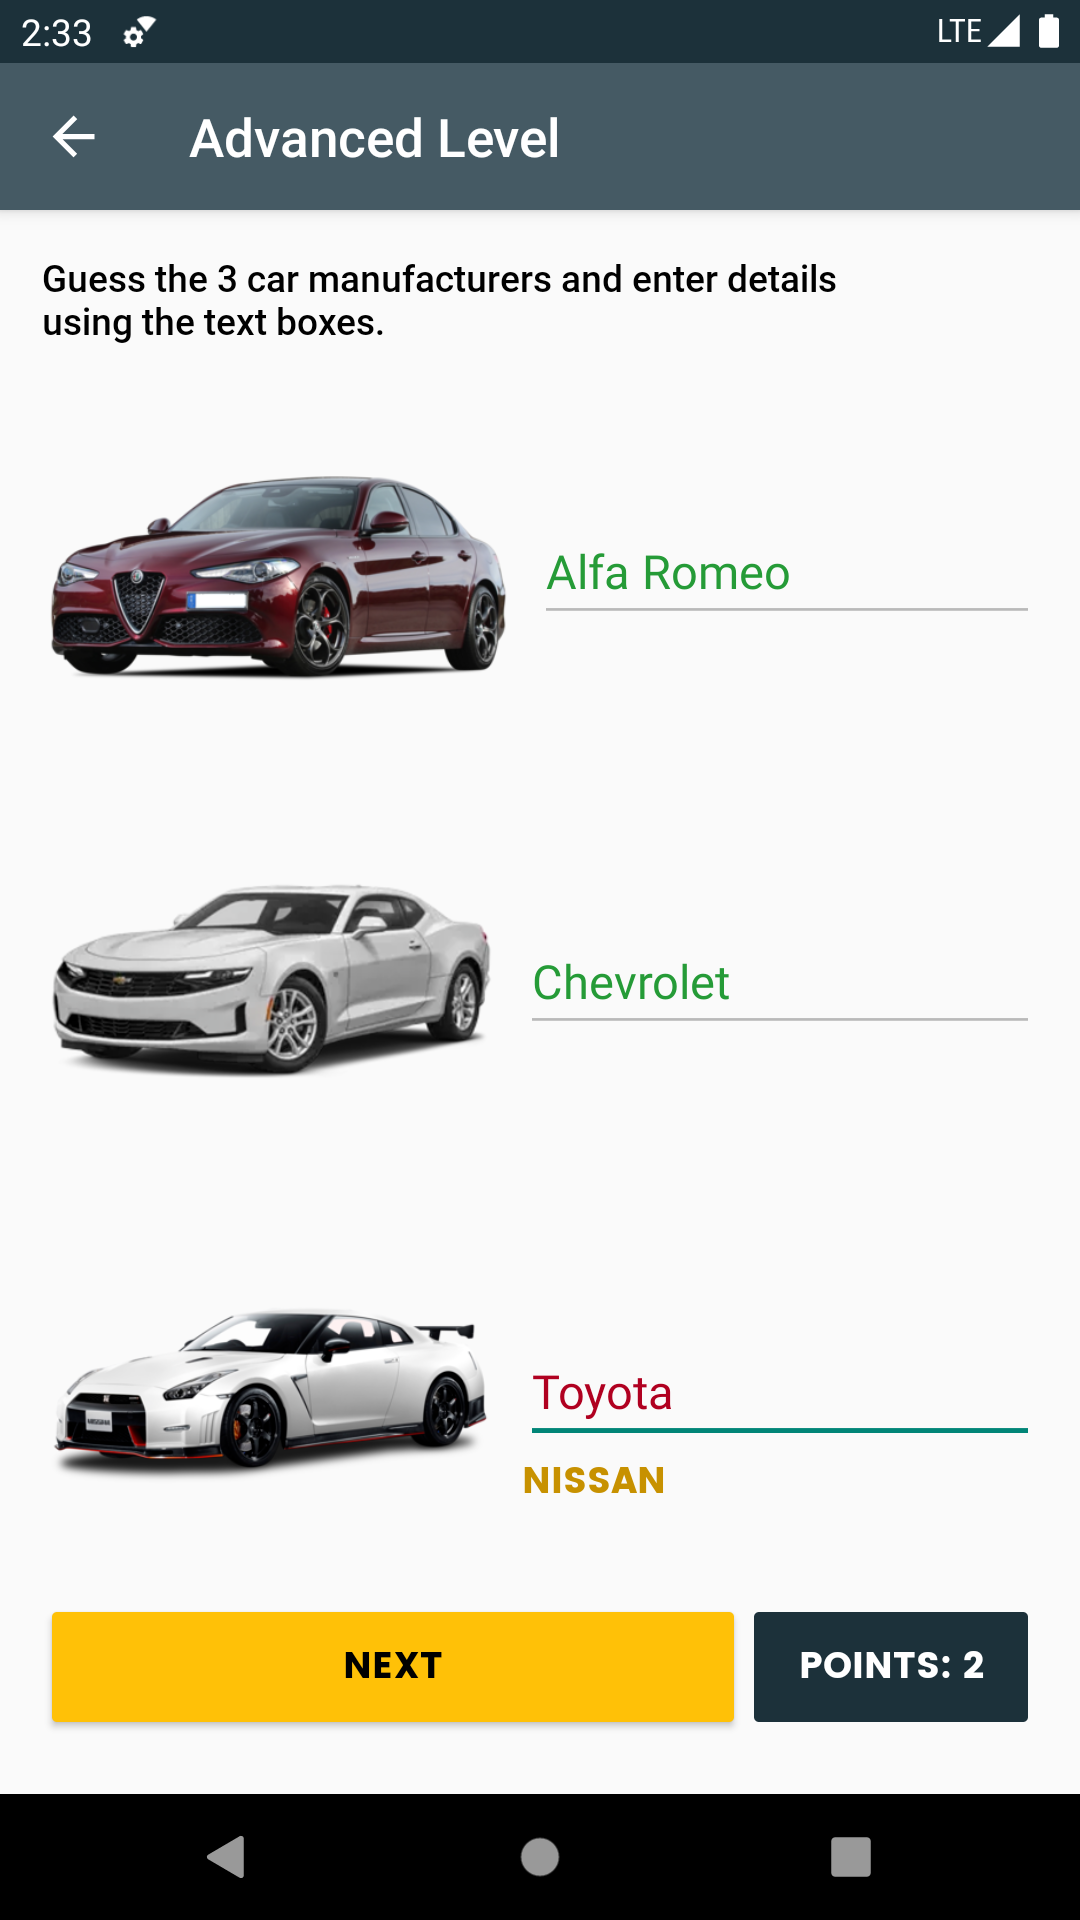 2:33
LTE
Advanced Level
Guess the 3 car manufacturers and enter details
using the text boxes.
Alfa Romeo
Chevrolet
Toyota
NISSAN
NEXT
POINTS: 2